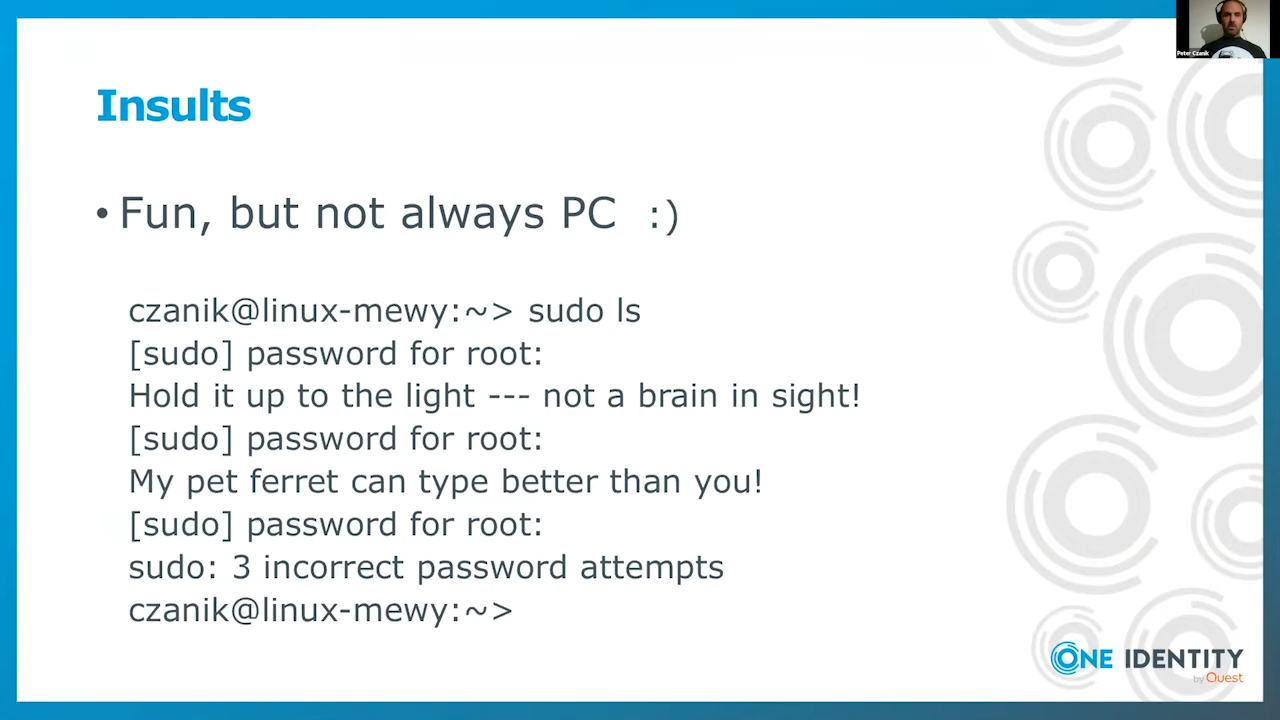 Peter Czanik
Insults
• Fun, but not always PC :)
czanik@linux-mewy:~> sudo ls
[sudo] password for root:
Hold it up to the light --- not a brain in sight!
[sudo] password for root:
My pet ferret can type better than you!
[sudo] password for root:
sudo: 3 incorrect password attempts
czanik@linux-mewy:~>
ONE IDENTITY
by Quest